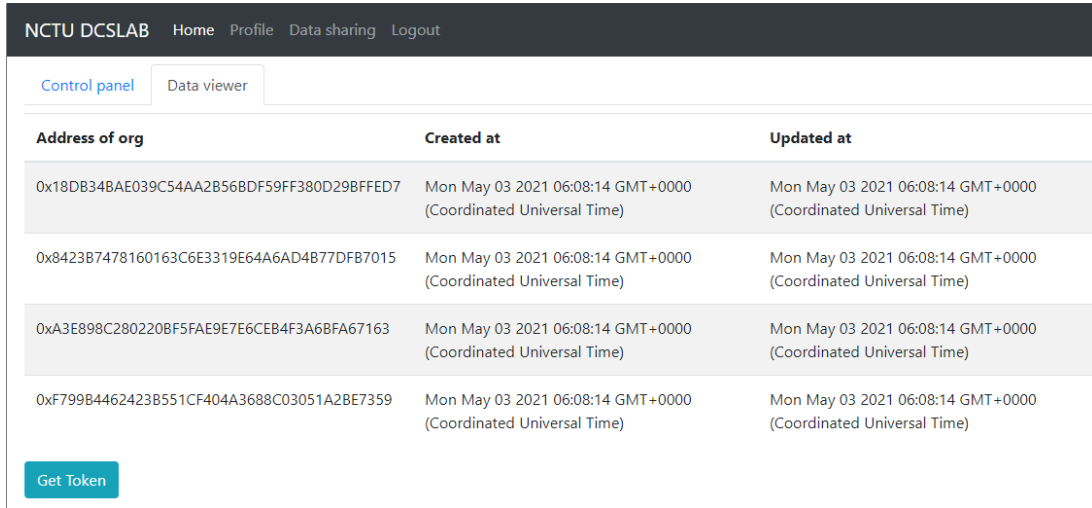 NCTU DCSLAB Home Profile Data sharing Logout
Control panel Data viewer
Address of org Created at Updated at
0x18DB34BAE039C54AA2B56BDF59FF380D29BFFED7 Mon May 03 2021 06:08:14 GMT+0000 Mon May 03 2021 06:08:14 GMT+0000
(Coordinated Universal Time) (Coordinated Universal Time)
0x8423B7478160163C6E3319E64A6AD4B77DFB7015 Mon May 03 2021 06:08:14 GMT+0000 Mon May 03 2021 06:08:14 GMT+0000
(Coordinated Universal Time) (Coordinated Universal Time)
0xA3E898C280220BF5FAE9E7E6CEB4F3A6BFA67163 Mon May 03 2021 06:08:14 GMT+0000 Mon May 03 2021 06:08:14 GMT+0000
(Coordinated Universal Time) (Coordinated Universal Time)
0xF799B4462423B551CF404A3688C03051A2BE7359 Mon May 03 2021 06:08:14 GMT+0000 Mon May 03 2021 06:08:14 GMT+0000
(Coordinated Universal Time) (Coordinated Universal Time)
Get Token